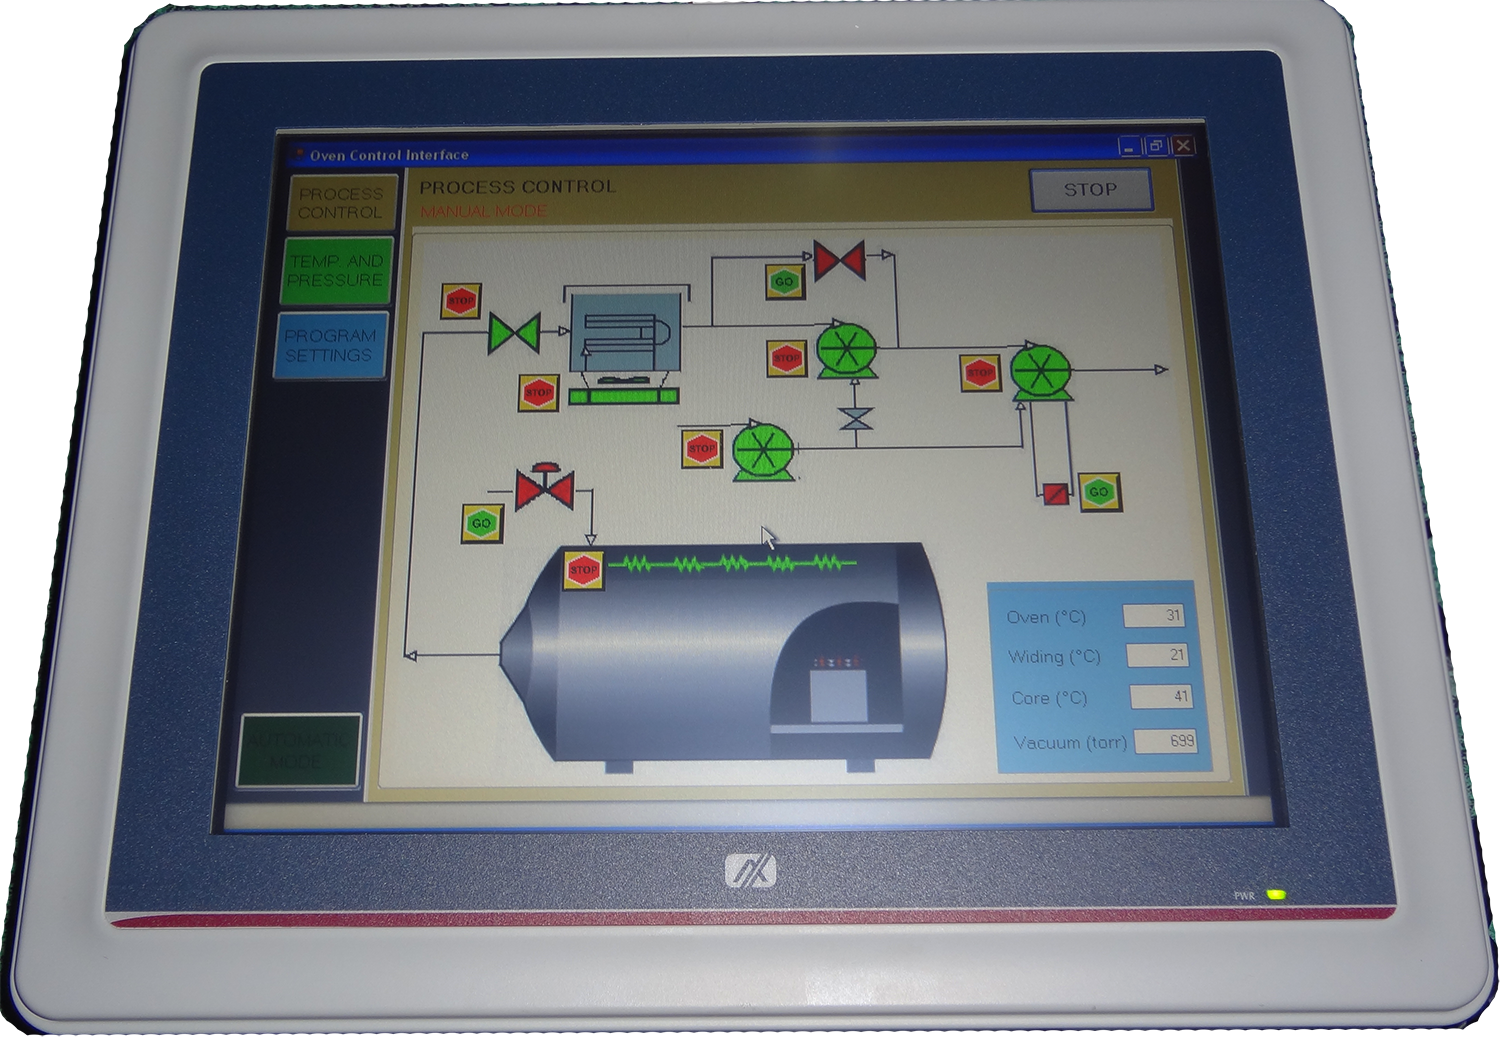 Oven Control Interface
PROCESS
CONTROL
PROCESS CONTROL
MANUAL MODE
STOP
TEMP. AND
PRESSURE
PROGRAM
SETTINGS
AUTOMATIC
MODE
GO
STOP
STOP
STOP
STOP
STOP
GO
GO
STOP
Oven (°C) 31
Widing (°C) 21
Core (°C) 41
Vacuum (torr) 699
PWR